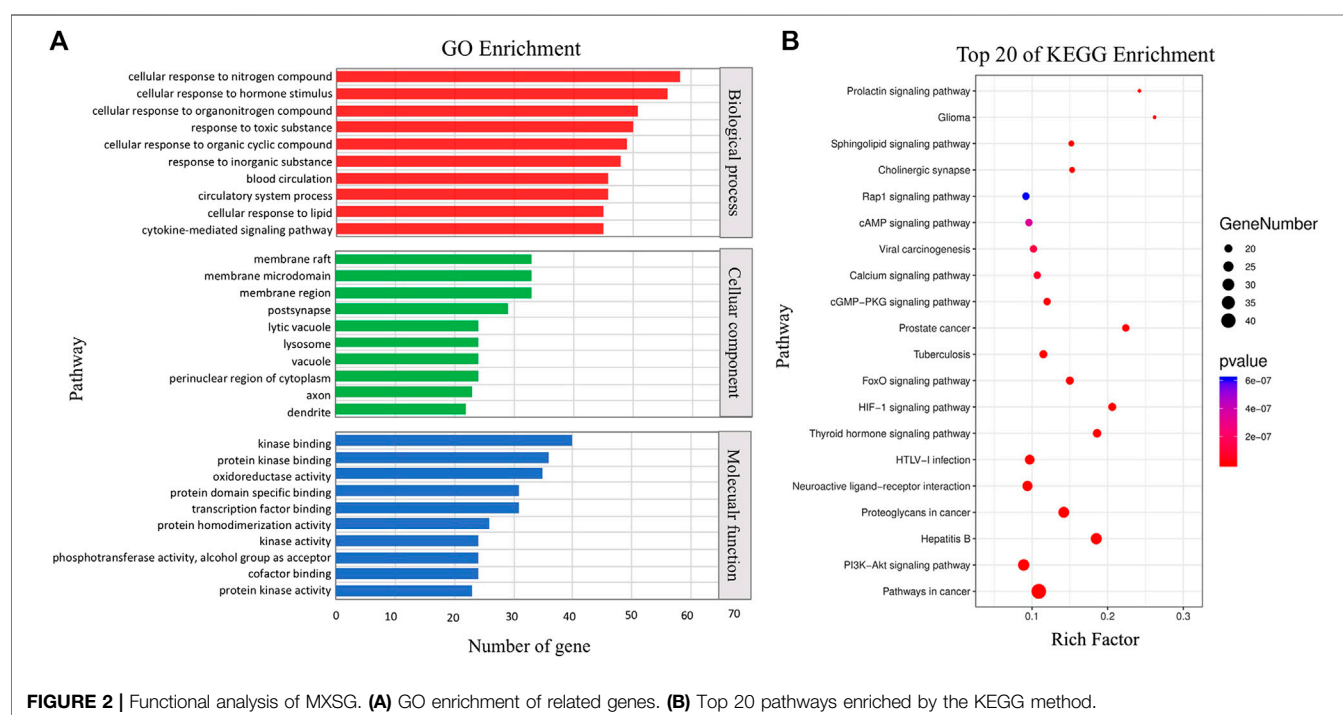 A
GO Enrichment
cellular response to nitrogen compound
cellular response to hormone stimulus
cellular response to organonitrogen compound
response to toxic substance
cellular response to organic cyclic compound
response to inorganic substance
blood circulation
circulatory system process
cellular response to lipid
cytokine-mediated signaling pathway
Biological process
membrane raft
membrane microdomain
membrane region
postsynapse
lytic vacuole
lysosome
vacuole
perinuclear region of cytoplasm
axon
dendrite
Celluar component
kinase binding
protein kinase binding
oxidoreductase activity
protein domain specific binding
transcription factor binding
protein homodimerization activity
kinase activity
phosphotransferase activity, alcohol group as acceptor
cofactor binding
protein kinase activity
Molecualr function
Pathway
0 10 20 30 40 50 60 70
Number of gene
B
Top 20 of KEGG Enrichment
Prolactin signaling pathway
Glioma
Sphingolipid signaling pathway
Cholinergic synapse
Rap1 signaling pathway
cAMP signaling pathway
Viral carcinogenesis
Calcium signaling pathway
cGMP−PKG signaling pathway
Prostate cancer
Tuberculosis
FoxO signaling pathway
HIF−1 signaling pathway
Thyroid hormone signaling pathway
HTLV−I infection
Neuroactive ligand−receptor interaction
Proteoglycans in cancer
Hepatitis B
PI3K−Akt signaling pathway
Pathways in cancer
Pathway
0.1 0.2 0.3
Rich Factor
GeneNumber
20
25
30
35
40
pvalue
6e−07
4e−07
2e−07
FIGURE 2 | Functional analysis of MXSG. (A) GO enrichment of related genes. (B) Top 20 pathways enriched by the KEGG method.